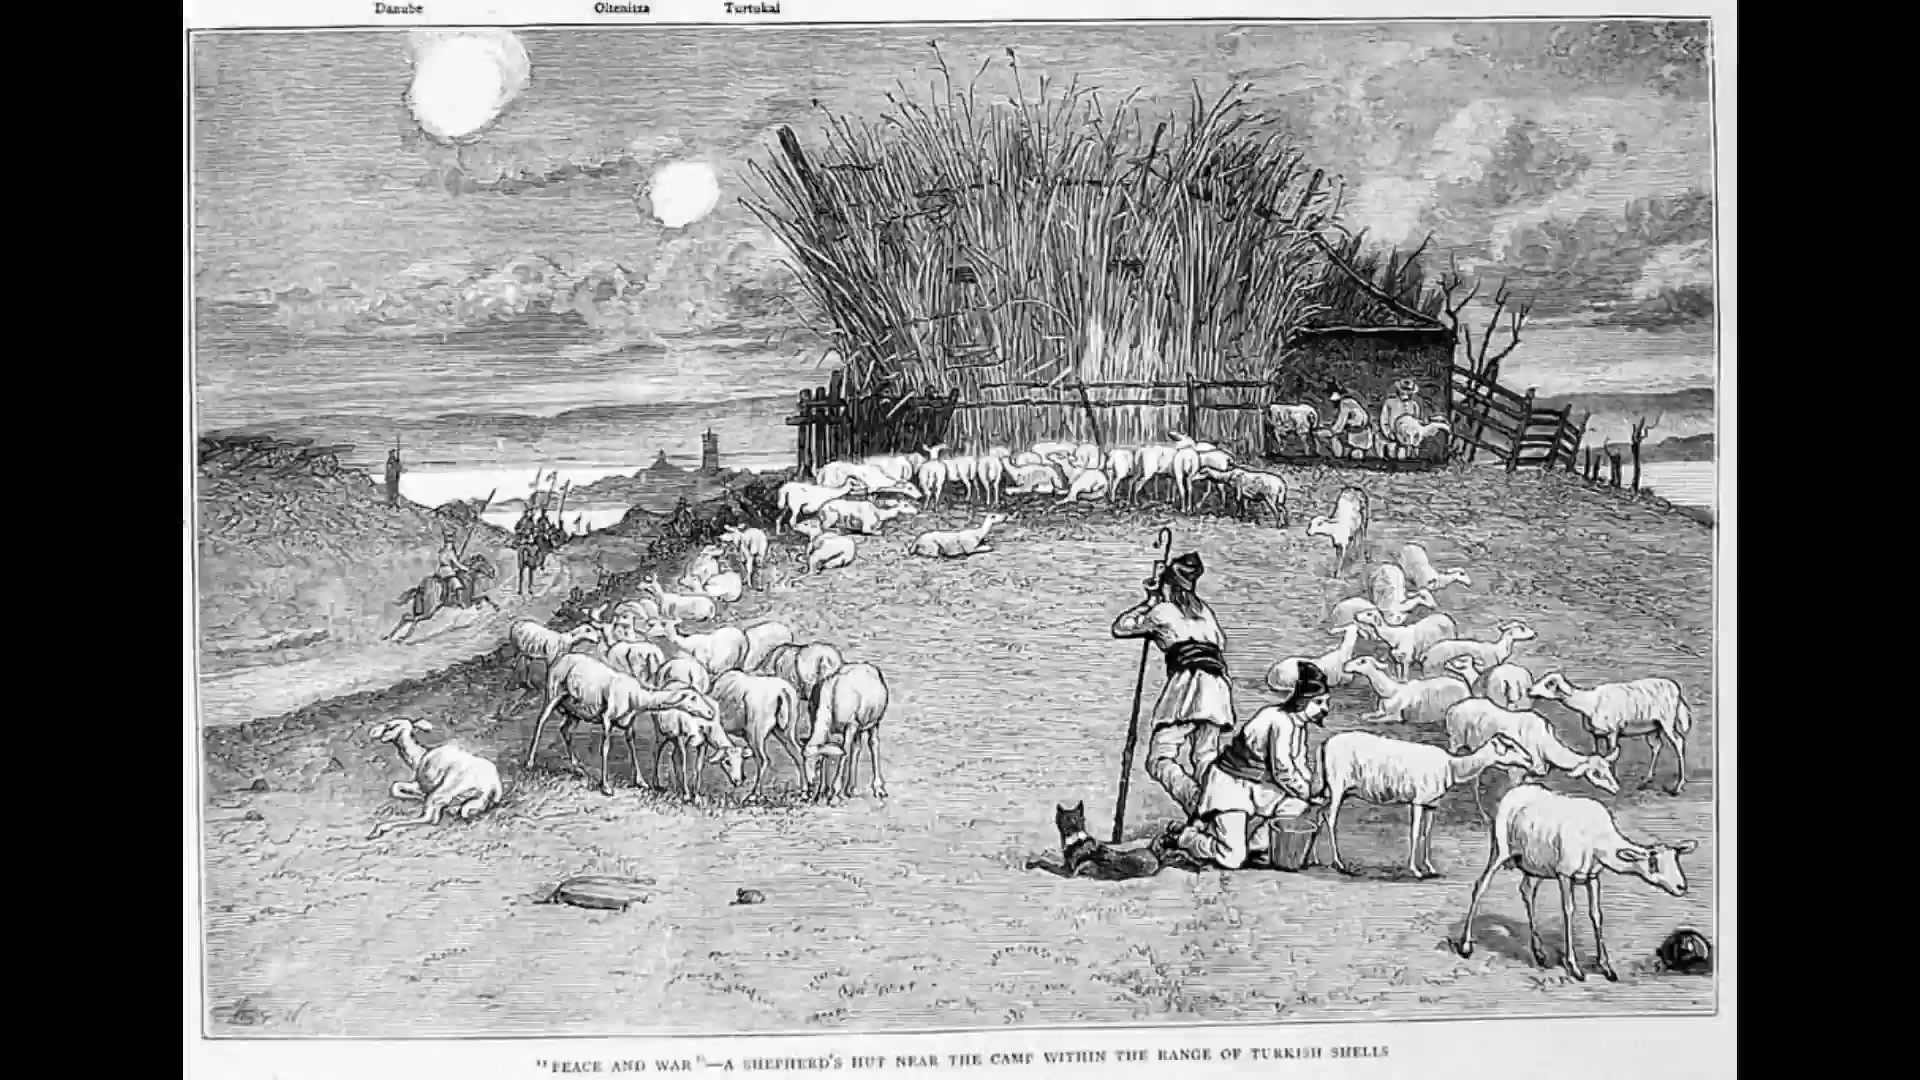 Danube Oltenitza Turtukai
"PEACE AND WAR"—A SHEPHERD'S HUT NEAR THE CAMP WITHIN THE RANGE OF TURKISH SHELLS